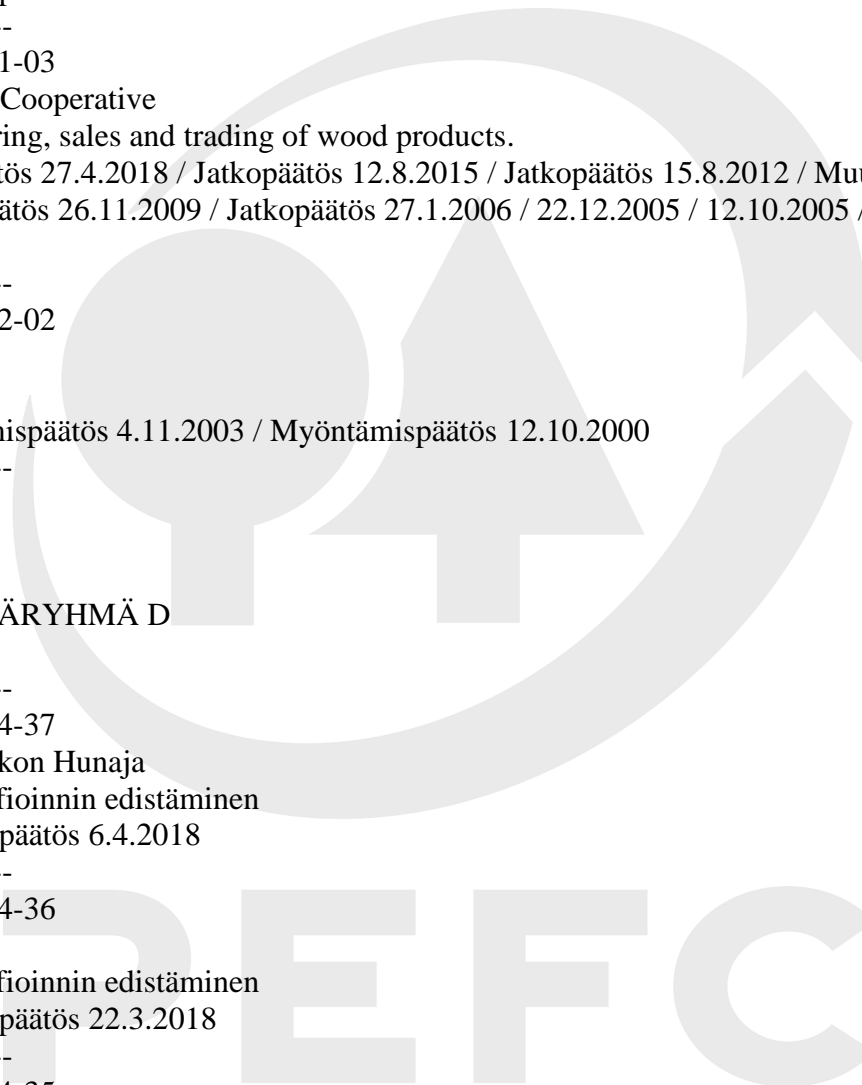 --
1-03
Cooperative
ring, sales and trading of wood products.
tös 27.4.2018 / Jatkopäätös 12.8.2015 / Jatkopäätös 15.8.2012 / Muu
ätös 26.11.2009 / Jatkopäätös 27.1.2006 / 22.12.2005 / 12.10.2005 /
--
2-02
nispäätös 4.11.2003 / Myöntämispäätös 12.10.2000
--
ÄRYHMÄ D
--
4-37
kon Hunaja
fioinnin edistäminen
päätös 6.4.2018
--
4-36
fioinnin edistäminen
päätös 22.3.2018
--
PEFC